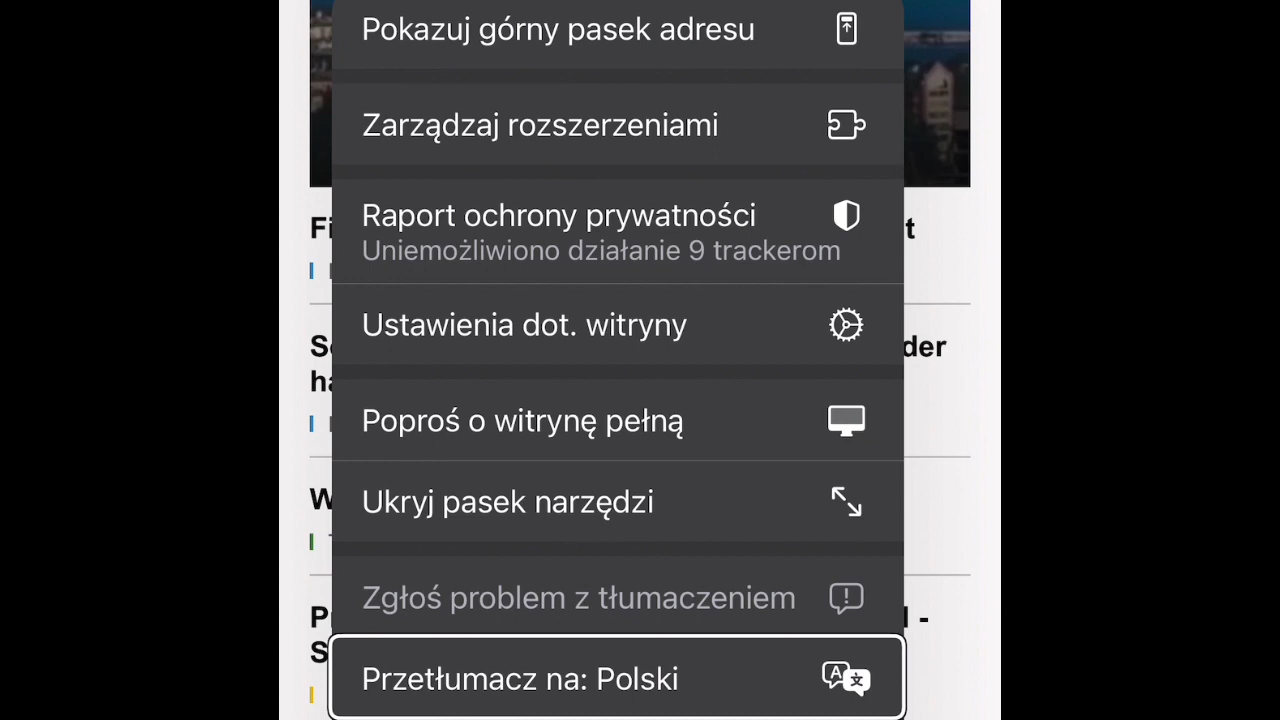 Pokazuj górny pasek adresu
Zarządzaj rozszerzeniami
Raport ochrony prywatności
Uniemożliwiono działanie 9 trackerom
Ustawienia dot. witryny
Poproś o witrynę pełną
Ukryj pasek narzędzi
Zgłoś problem z tłumaczeniem
Przetłumacz na: Polski